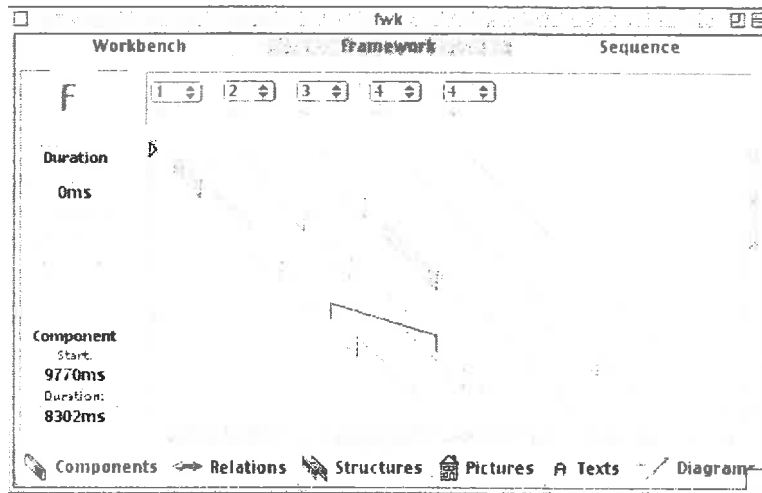 fwk
Workbench Framework Sequence
F
1 2 3 4 4
Duration
0ms
Component
Start:
9770ms
Duration:
8302ms
Components Relations Structures Pictures A Texts Diagrams